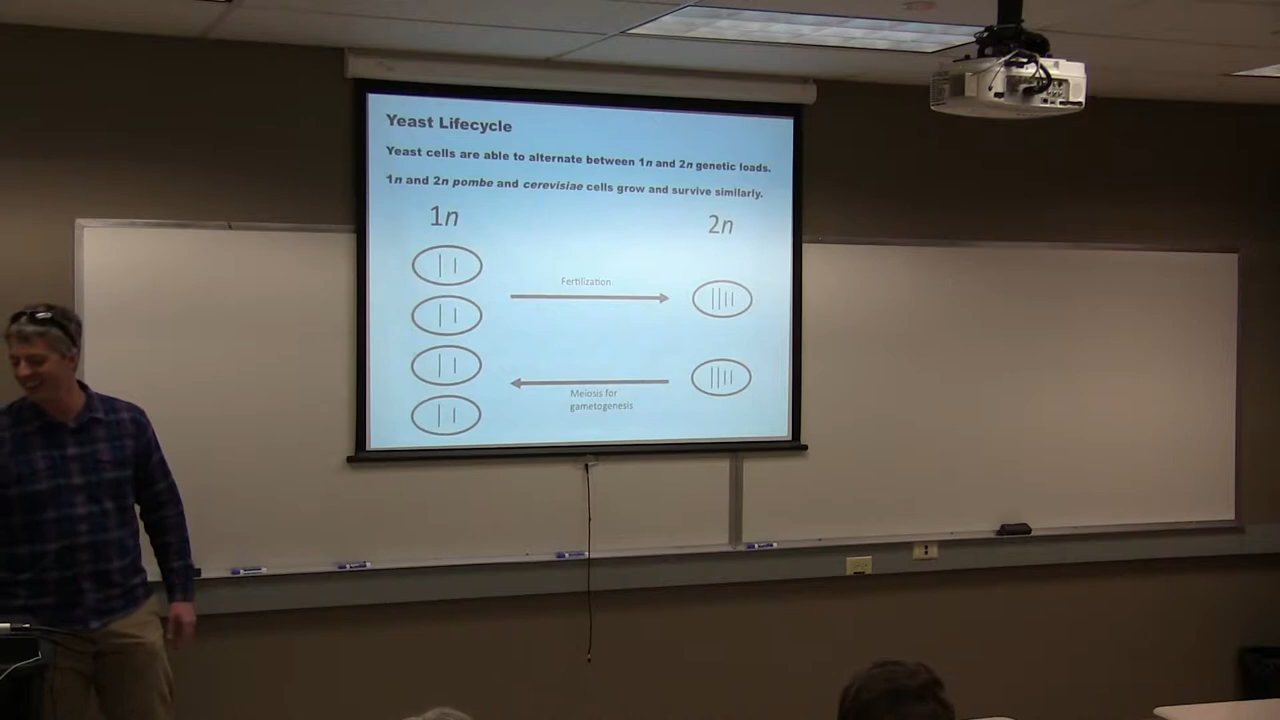 Yeast Lifecycle
Yeast cells are able to alternate between 1n and 2n genetic loads.
1n and 2n pombe and cerevisiae cells grow and survive similarly.
1n
2n
Fertilization
Meiosis for
gametogenesis